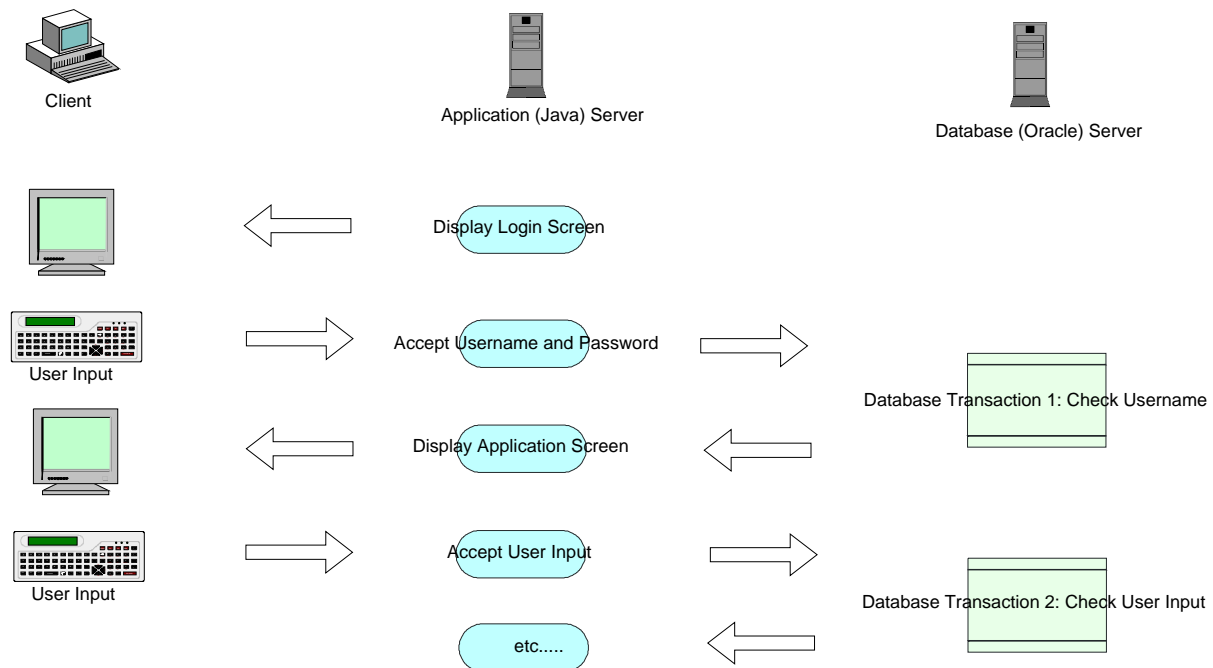 Client
Application (Java) Server
Database (Oracle) Server
Display Login Screen
Accept Username and Password
User Input
Database Transaction 1: Check Username
Display Application Screen
Accept User Input
User Input
Database Transaction 2: Check User Input
etc.....